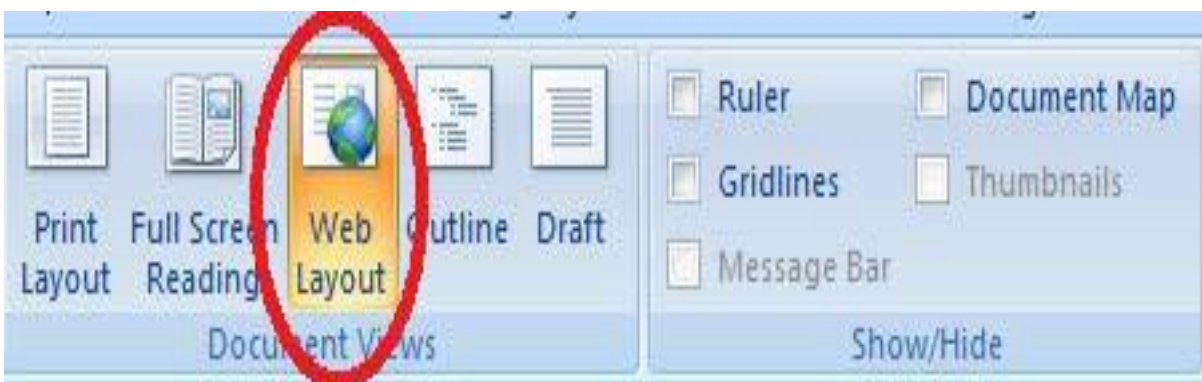 Print Full Screen Web Outline Draft
Layout Reading Layout
Document Views
Ruler Document Map
Gridlines Thumbnails
Message Bar
Show/Hide